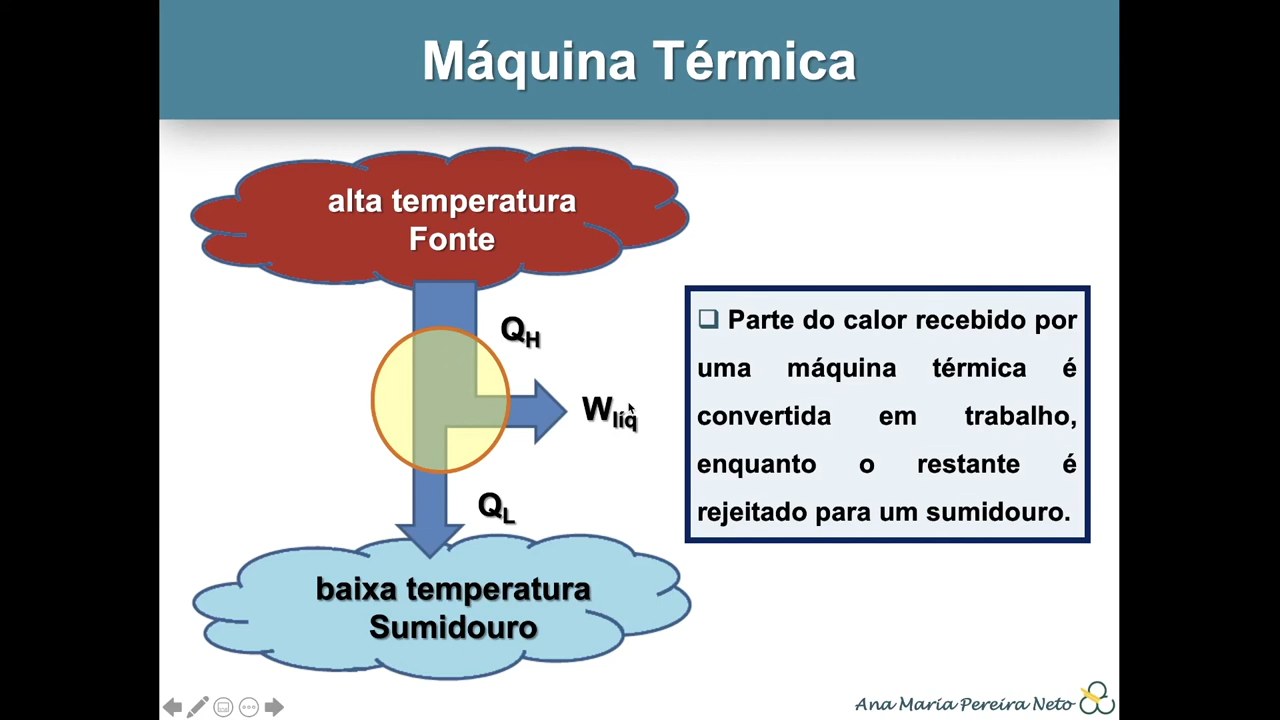 Máquina Térmica
alta temperatura
Fonte
Q_H
W_líq
Q_L
baixa temperatura
Sumidouro
Parte do calor recebido por
uma máquina térmica é
convertida em trabalho,
enquanto o restante é
rejeitado para um sumidouro.
Ana Maria Pereira Neto